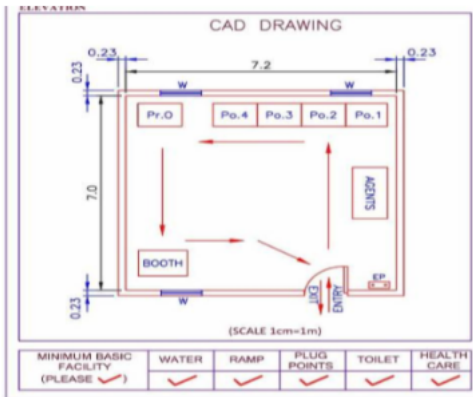 ELEVATION
CAD DRAWING
0.23
7.2
0.23
0.23
W
W
Pr.O
Po.4
Po.3
Po.2
Po.1
7.0
AGENTS
BOOTH
EP
0.23
W
EXIT
ENTRY
(SCALE 1cm=1m)
MINIMUM BASIC FACILITY (PLEASE ✓)
WATER
RAMP
PLUG POINTS
TOILET
HEALTH CARE
✓ ✓ ✓ ✓ ✓